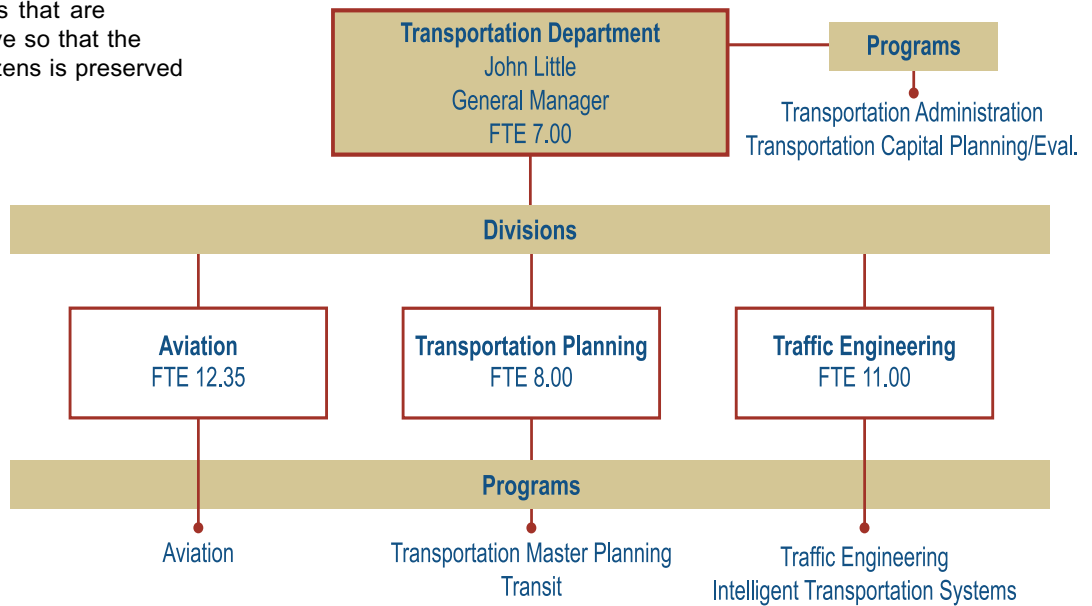 s that are
ve so that the
zens is preserved
Transportation Department
John Little
General Manager
FTE 7.00
Programs
Transportation Administration
Transportation Capital Planning/Eval.
Divisions
Aviation
FTE 12.35
Transportation Planning
FTE 8.00
Traffic Engineering
FTE 11.00
Programs
Aviation
Transportation Master Planning
Transit
Traffic Engineering
Intelligent Transportation Systems